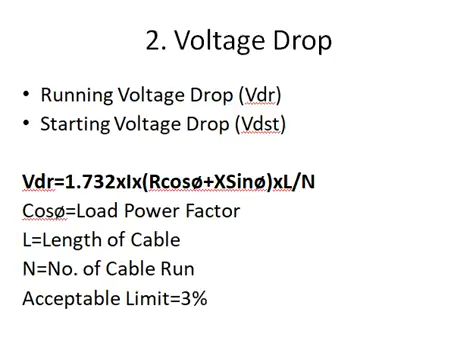 2. Voltage Drop
• Running Voltage Drop (Vdr)
• Starting Voltage Drop (Vdst)
Vdr=1.732xIx(Rcosø+XSinø)xL/N
Cosø=Load Power Factor
L=Length of Cable
N=No. of Cable Run
Acceptable Limit=3%